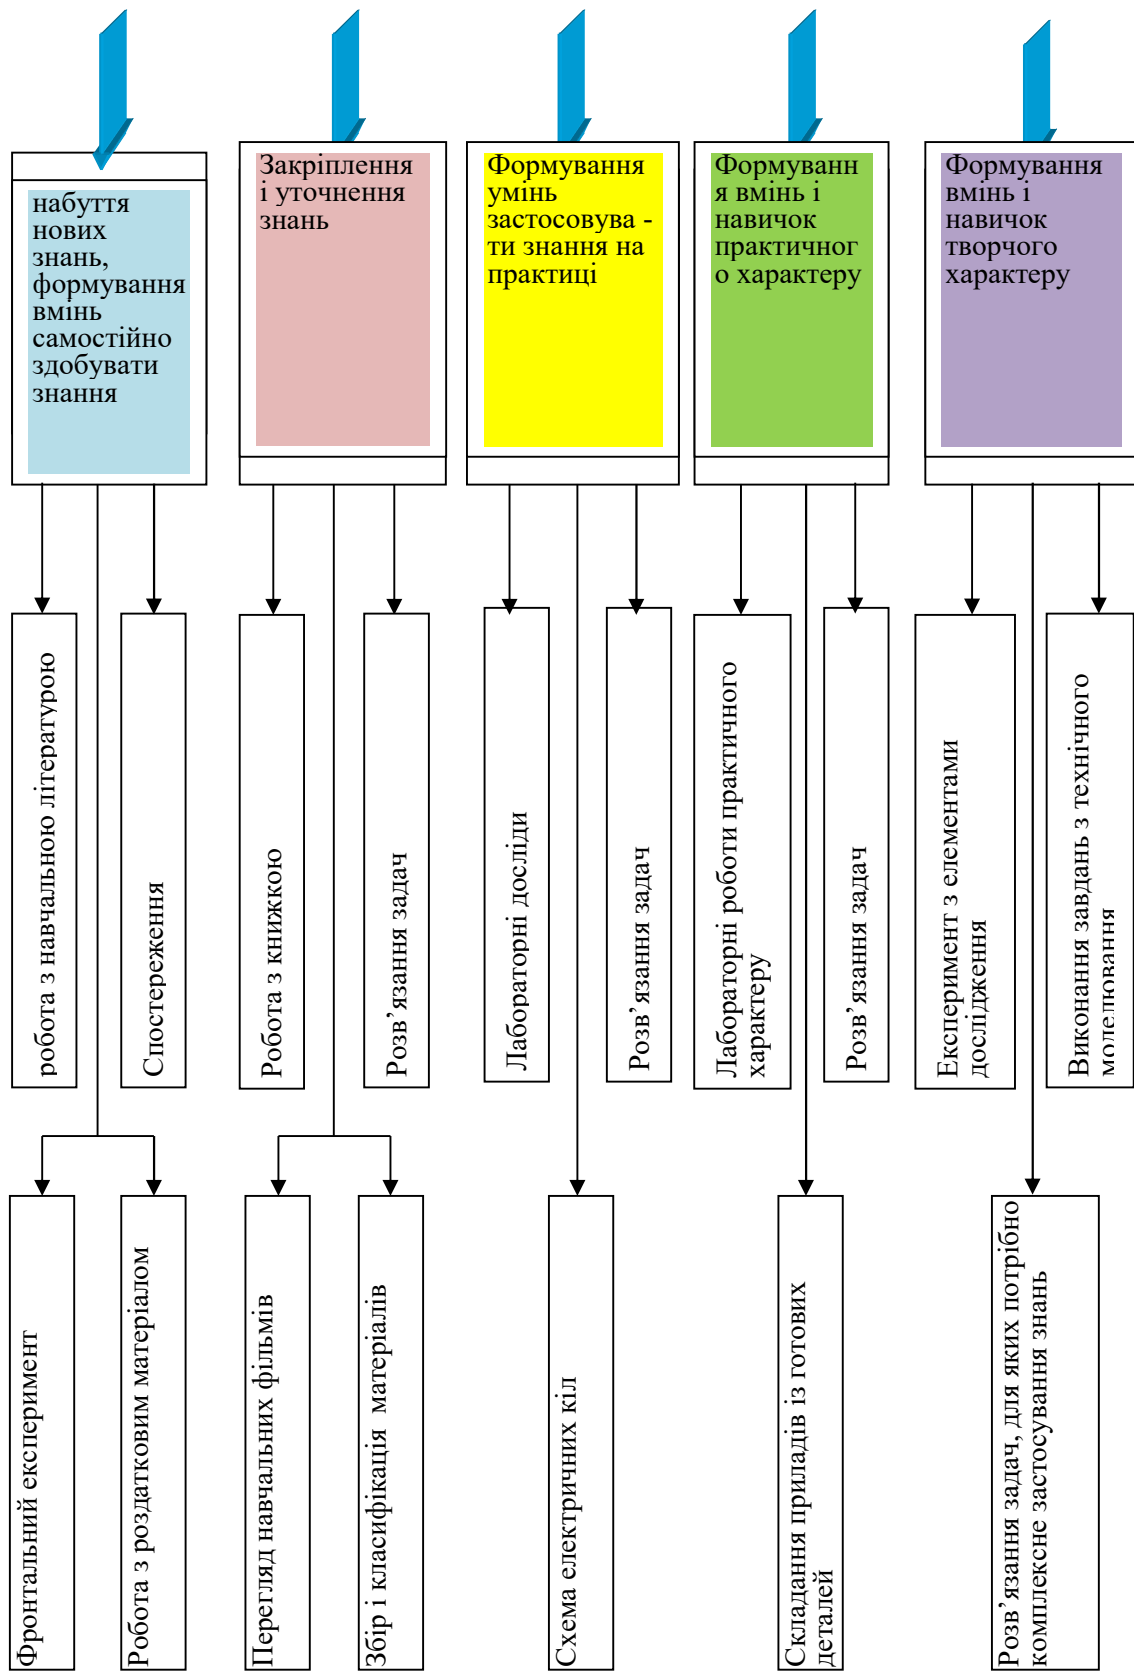 набуття
нових
знань,
формування
вмінь
самостійно
здобувати
знання
Закріплення
і уточнення
знань
Формування
умінь
застосовува -
ти знання на
практиці
Формуванн
я вмінь і
навичок
практичног
о характеру
Формування
вмінь і
навичок
творчого
характеру
робота з навчальною літературою
Спостереження
Робота з книжкою
Розв’язання задач
Лабораторні досліди
Розв’язання задач
Лабораторні роботи практичного
характеру
Розв’язання задач
Експеримент з елементами
дослідження
Виконання завдань з технічного
моделювання
Фронтальний експеримент
Робота з роздатковим матеріалом
Перегляд навчальних фільмів
Збір і класифікація матеріалів
Схема електричних кіл
Складання приладів із готових
деталей
Розв’язання задач, для яких потрібно
комплексне застосування знань